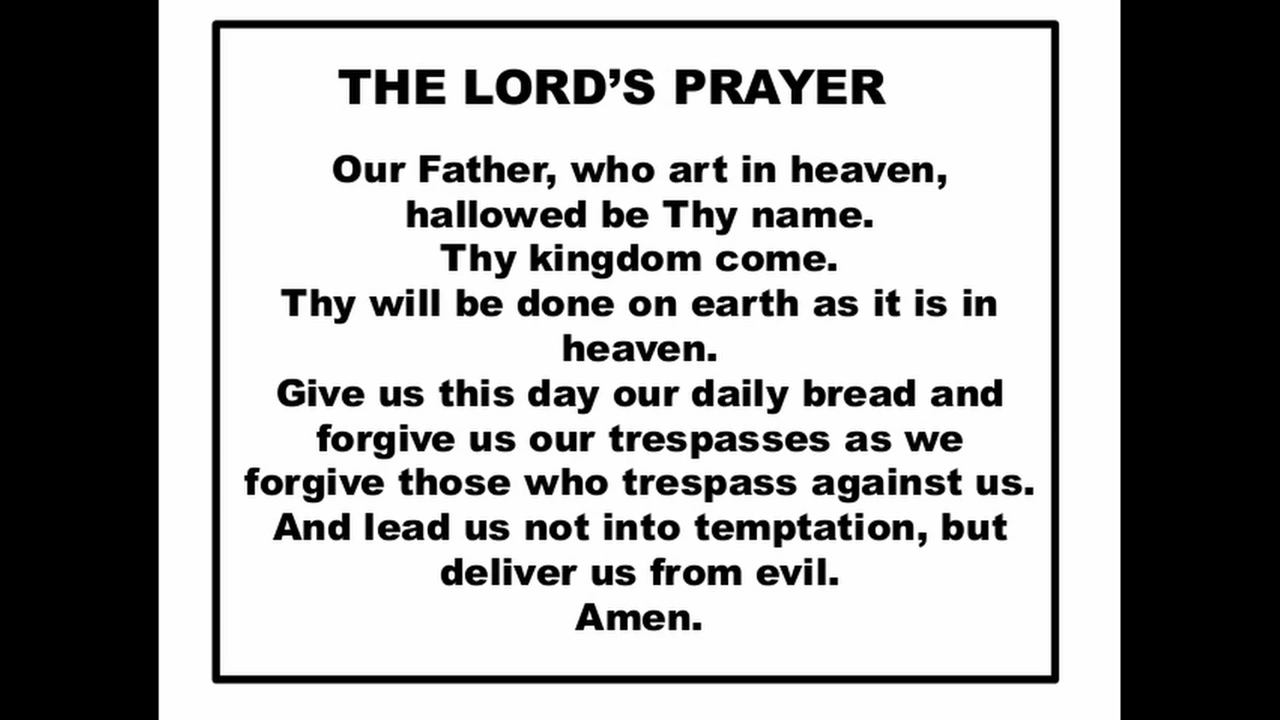 THE LORD’S PRAYER
Our Father, who art in heaven,
hallowed be Thy name.
Thy kingdom come.
Thy will be done on earth as it is in
heaven.
Give us this day our daily bread and
forgive us our trespasses as we
forgive those who trespass against us.
And lead us not into temptation, but
deliver us from evil.
Amen.